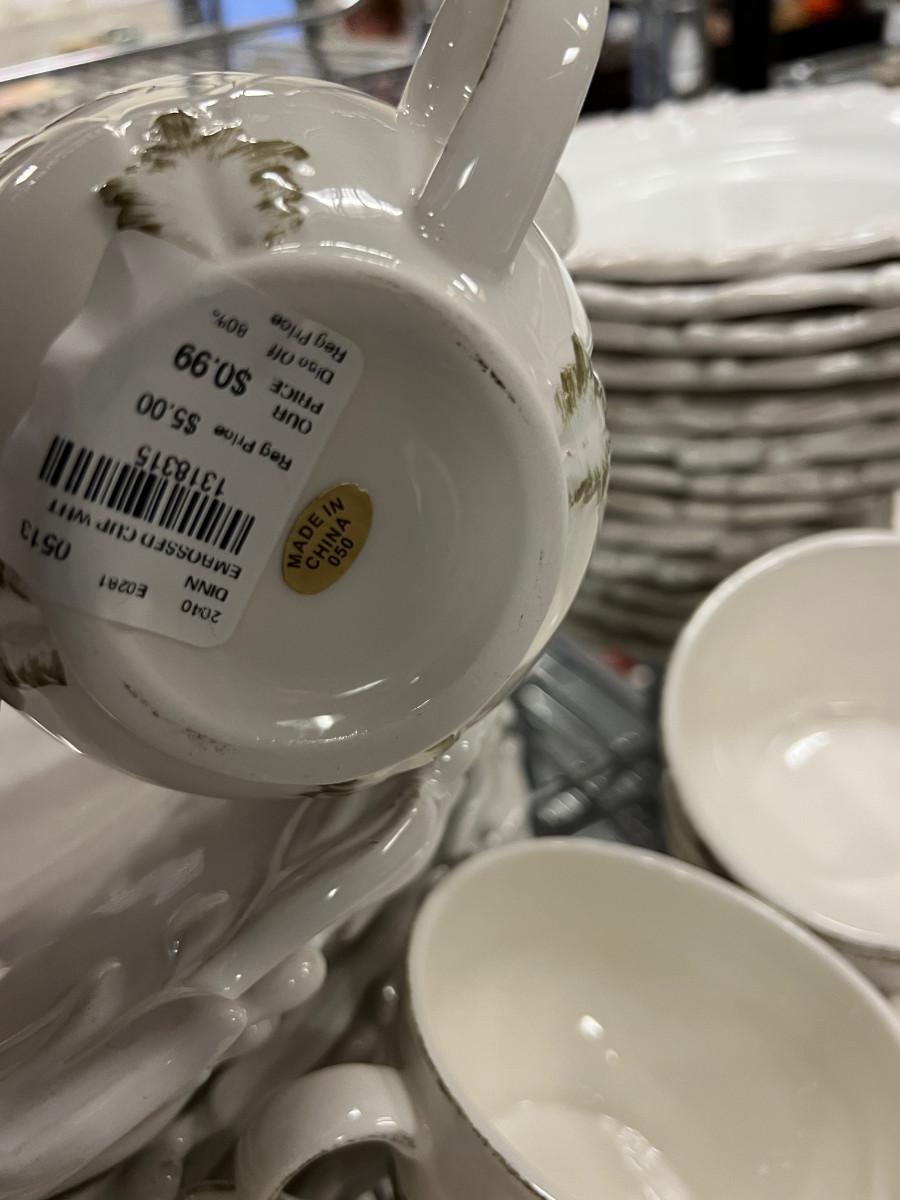 2040 E0281
DINN 0513
EMBOSSED CUP WHT
1318315
Reg Price $5.00
OUR
PRICE $0.99
Disc Off 80%
Reg Price
MADE IN
CHINA
050